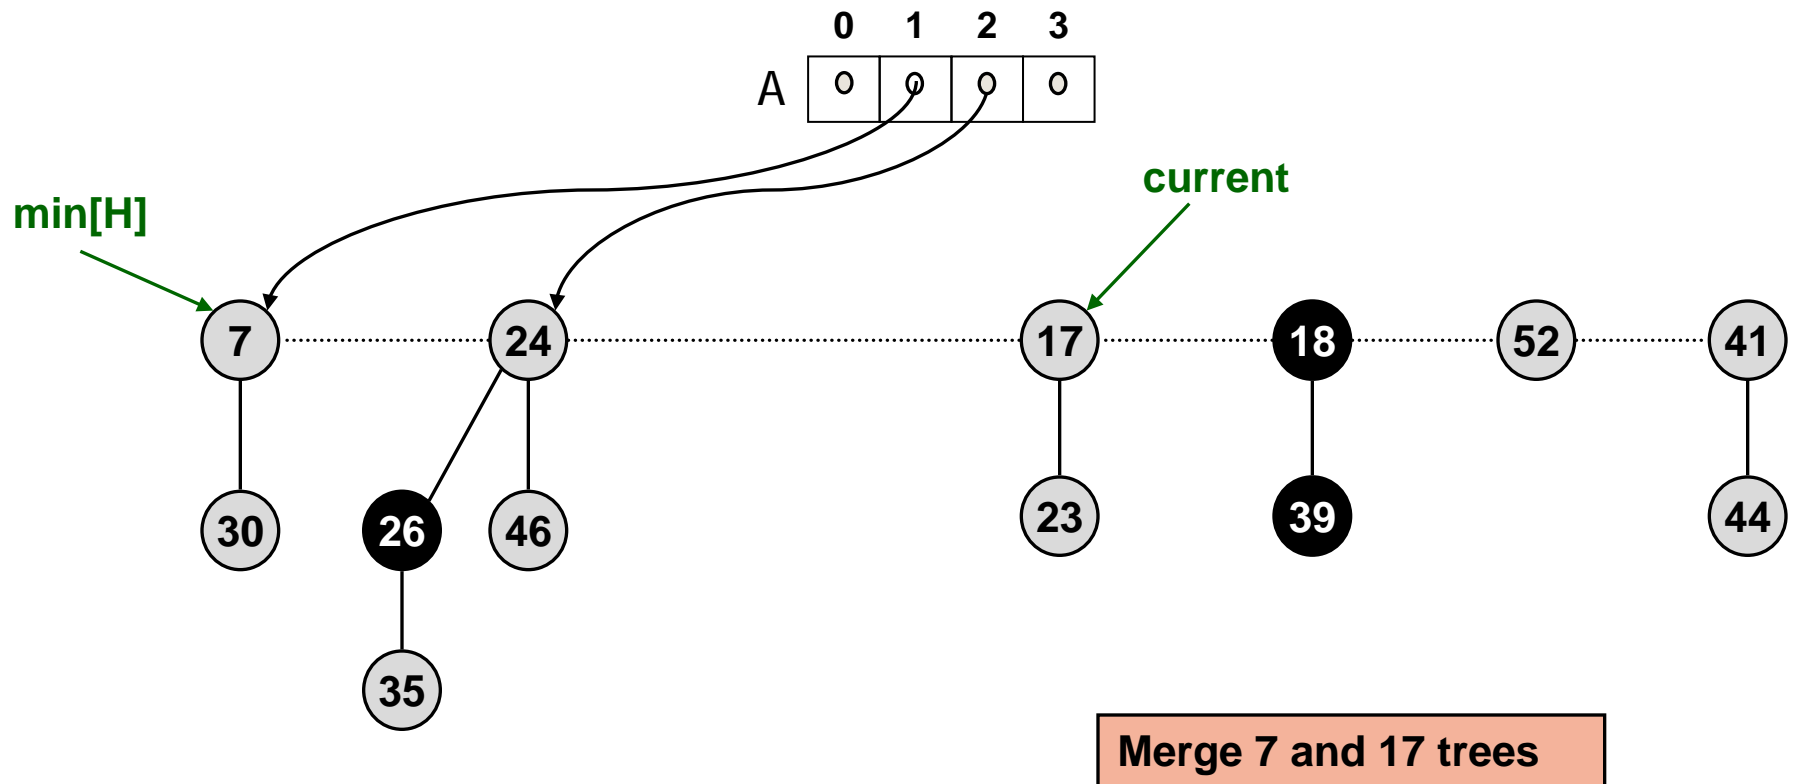 0 1 2 3
A
current
min[H]
7 24 17 18 52 41
30 26 46 23 39 44
35
Merge 7 and 17 trees